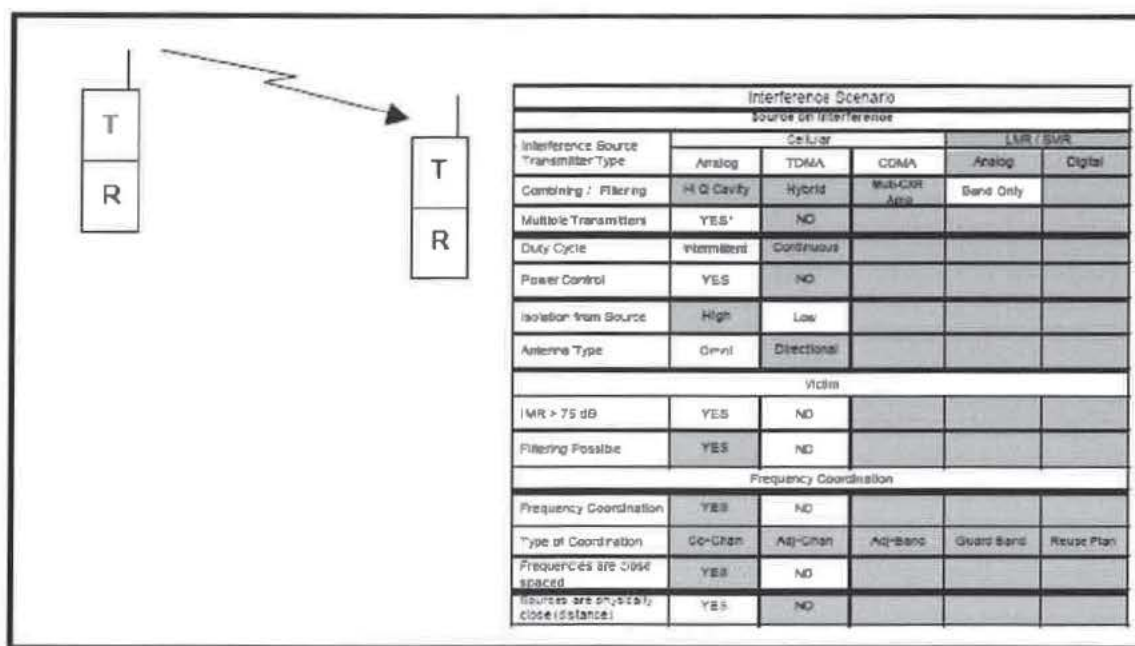 T
R
T
R
Interference Scenario
Source on Interference
Interference Source
Transmitter Type
Cellular
LMR / SMR
Analog TDMA CDMA Analog Digital
Combining / Filtering Hi Q Cavity Hybrid Multi-CXR
Band Only
Multiple Transmitters YES* NO
Duty Cycle Intermittent Continuous
Power Control YES NO
Isolation from Source High Low
Antenna Type Omni Directional
Victim
IMR > 75 dB YES NO
Filtering Possible YES NO
Frequency Coordination
Frequency Coordination YES NO
Type of Coordination Co-Chan Adj-Chan Adj-Band Guard Band Reuse Plan
Frequencies are close
spaced YES NO
Sources are physically
close (distance) YES NO